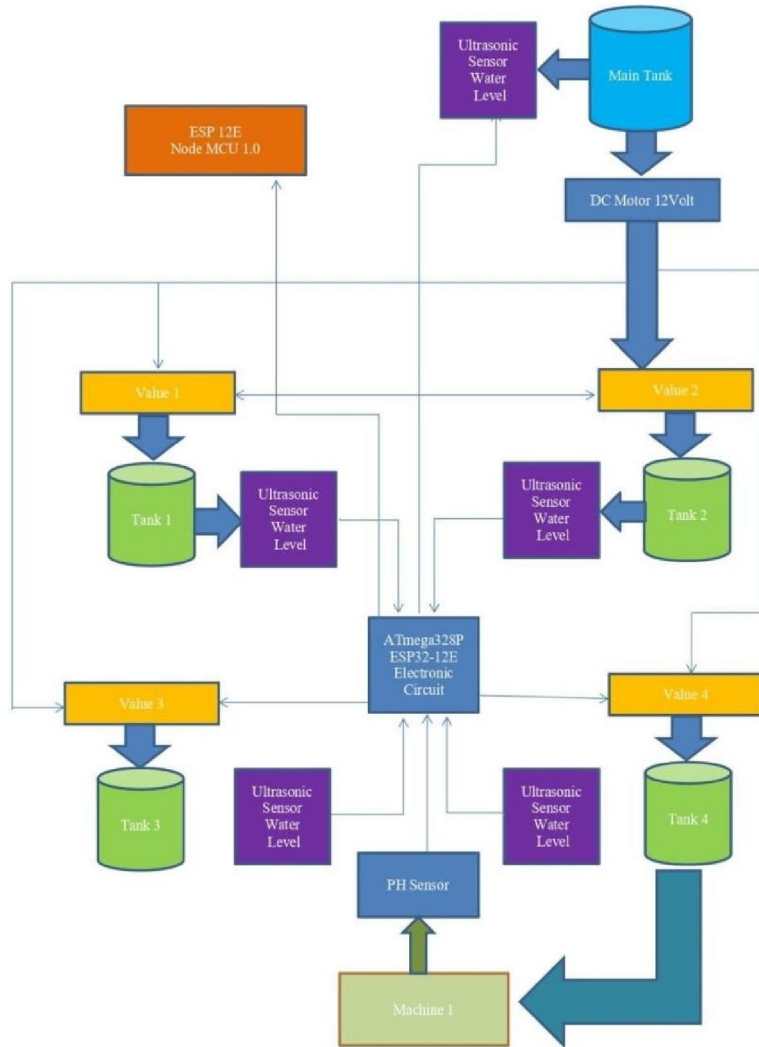 Ultrasonic
Sensor
Water
Level
Main Tank
ESP 12E
Node MCU 1.0
DC Motor 12Volt
Value 1
Value 2
Tank 1
Ultrasonic
Sensor
Water
Level
Ultrasonic
Sensor
Water
Level
Tank 2
ATmega328P
ESP32-12E
Electronic
Circuit
Value 3
Value 4
Tank 3
Ultrasonic
Sensor
Water
Level
Ultrasonic
Sensor
Water
Level
Tank 4
PH Sensor
Machine 1